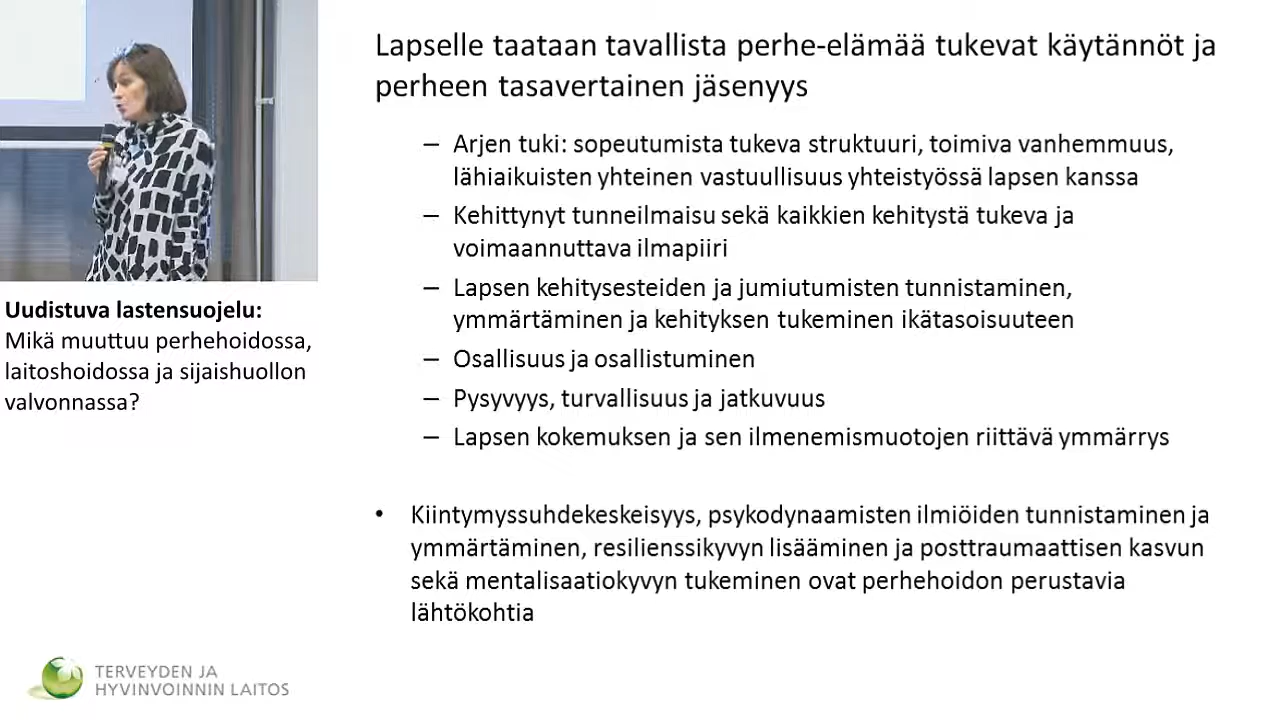 Lapselle taataan tavallista perhe-elämää tukevat käytännöt ja
perheen tasavertainen jäsenyys
– Arjen tuki: sopeutumista tukeva struktuuri, toimiva vanhemmuus,
lähiaikuisten yhteinen vastuullisuus yhteistyössä lapsen kanssa
– Kehittynyt tunneilmaisu sekä kaikkien kehitystä tukeva ja
voimaannuttava ilmapiiri
– Lapsen kehitysesteiden ja jumiutumisten tunnistaminen,
ymmärtäminen ja kehityksen tukeminen ikätasoisuuteen
– Osallisuus ja osallistuminen
– Pysyvyys, turvallisuus ja jatkuvuus
– Lapsen kokemuksen ja sen ilmenemismuotojen riittävä ymmärrys
• Kiintymyssuhdekeskeisyys, psykodynaamisten ilmiöiden tunnistaminen ja
ymmärtäminen, resilienssikyvyn lisääminen ja posttraumaattisen kasvun
sekä mentalisaatiokyvyn tukeminen ovat perhehoidon perustavia
lähtökohtia
Uudistuva lastensuojelu:
Mikä muuttuu perhehoidossa,
laitoshoidossa ja sijaishuollon
valvonnassa?
TERVEYDEN JA
HYVINVOINNIN LAITOS